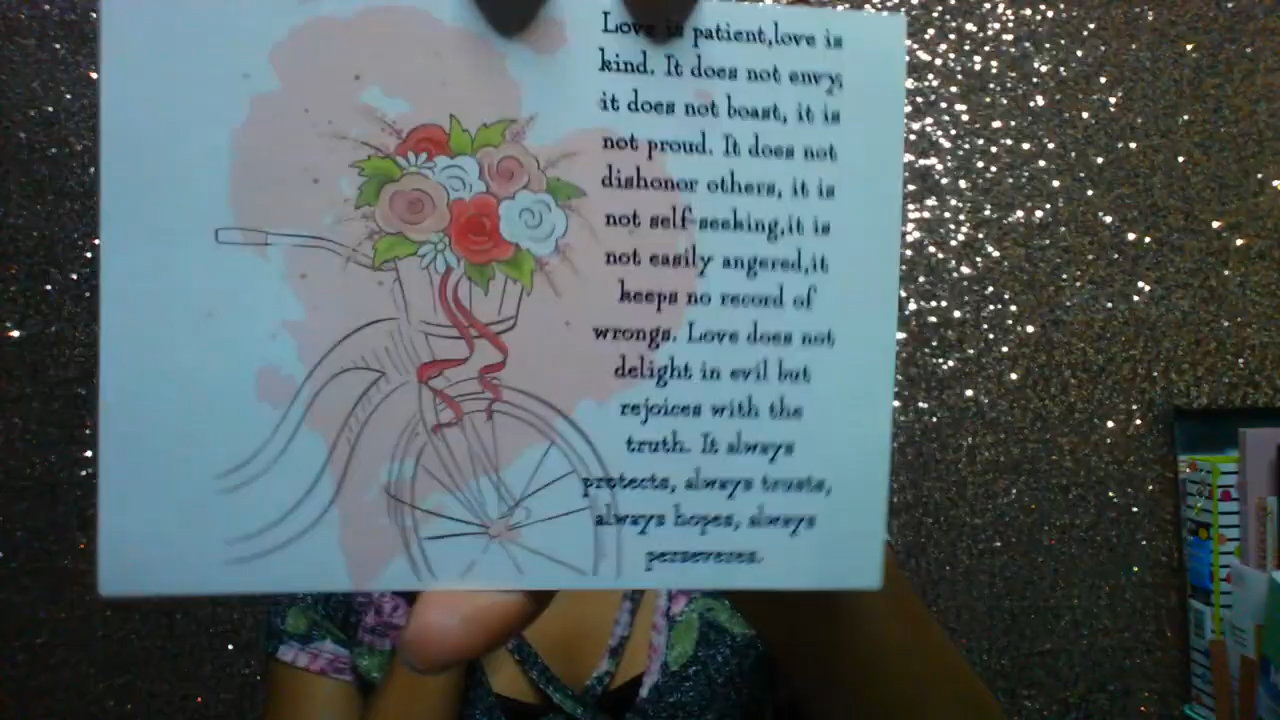 Love is patient,love is
kind. It does not envy,
it does not boast, it is
not proud. It does not
dishonor others, it is
not self-seeking,it is
not easily angered,it
keeps no record of
wrongs. Love does not
delight in evil but
rejoices with the
truth. It always
protects, always trusts,
always hopes, always
perseveres.